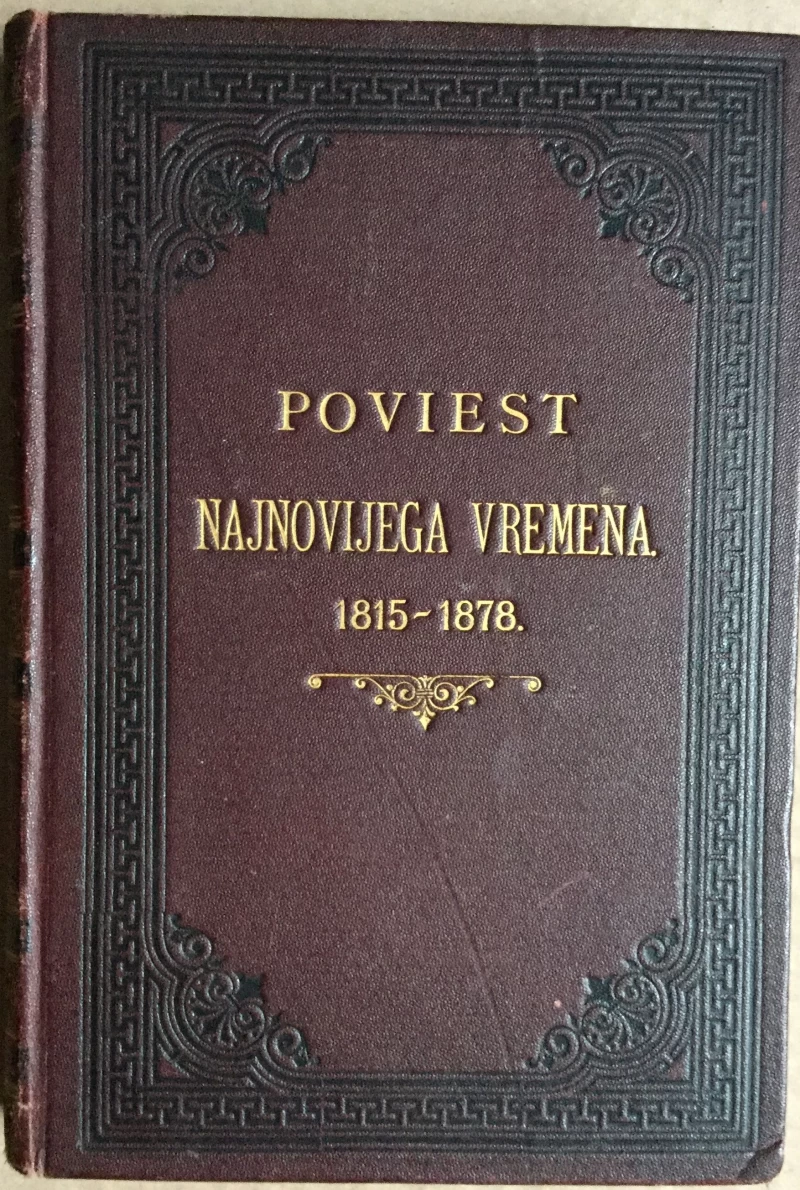 POVIEST
NAJNOVIJEGA VREMENA.
1815-1878.